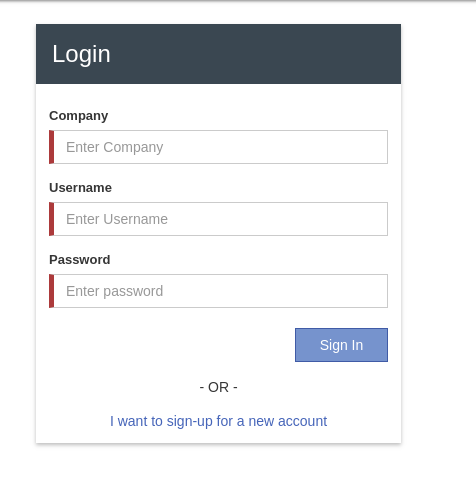 Login
Company
Enter Company
Username
Enter Username
Password
Enter password
Sign In
- OR -
I want to sign-up for a new account